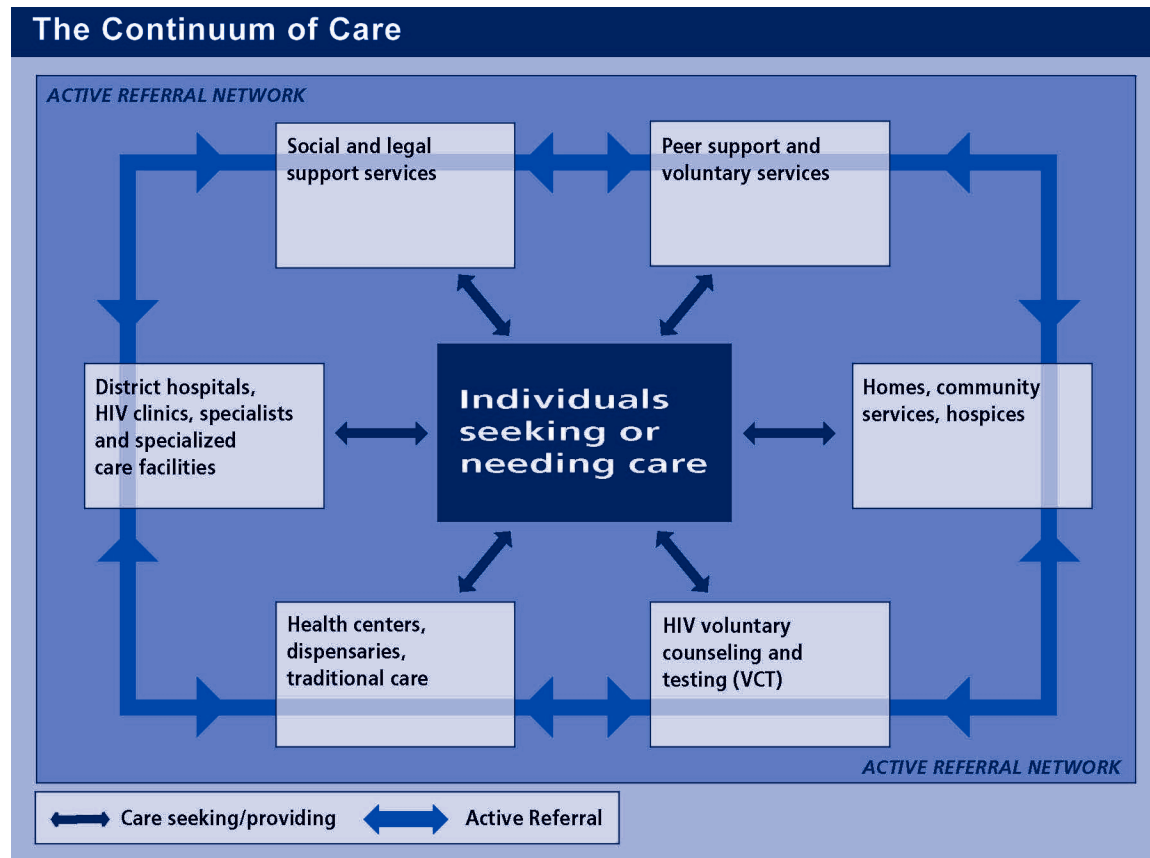 The Continuum of Care
ACTIVE REFERRAL NETWORK
Social and legal
support services
Peer support and
voluntary services
District hospitals,
HIV clinics, specialists
and specialized
care facilities
Individuals
seeking or
needing care
Homes, community
services, hospices
Health centers,
dispensaries,
traditional care
HIV voluntary
counseling and
testing (VCT)
ACTIVE REFERRAL NETWORK
Care seeking/providing
Active Referral